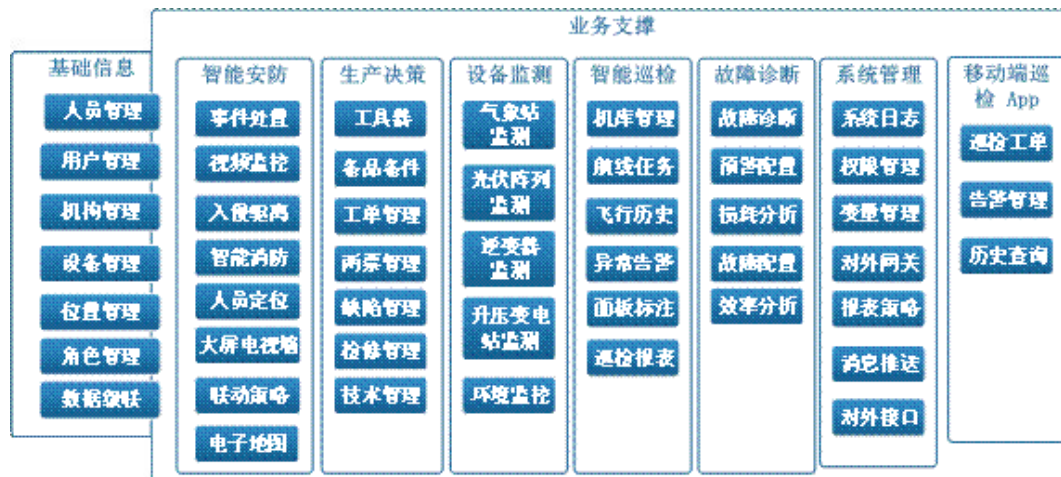 业务支撑
基础信息
人员管理
用户管理
机构管理
设备管理
位置管理
角色管理
数据级联
智能安防
事件处置
视频监控
入侵驱离
智能消防
人员定位
大屏电视墙
联动策略
电子地图
生产决策
工具器
备品备件
工单管理
两票管理
缺陷管理
检修管理
技术管理
设备监测
气象站
监测
光伏阵列
监测
逆变器
监测
升压变电
站监测
环境监控
智能巡检
机库管理
航线任务
飞行历史
异常告警
面板标注
巡检报表
故障诊断
故障诊断
预警配置
损耗分析
故障配置
效率分析
系统管理
系统日志
权限管理
变量管理
对外网关
报表策略
消息推送
对外接口
移动端巡
检 App
巡检工单
告警管理
历史查询